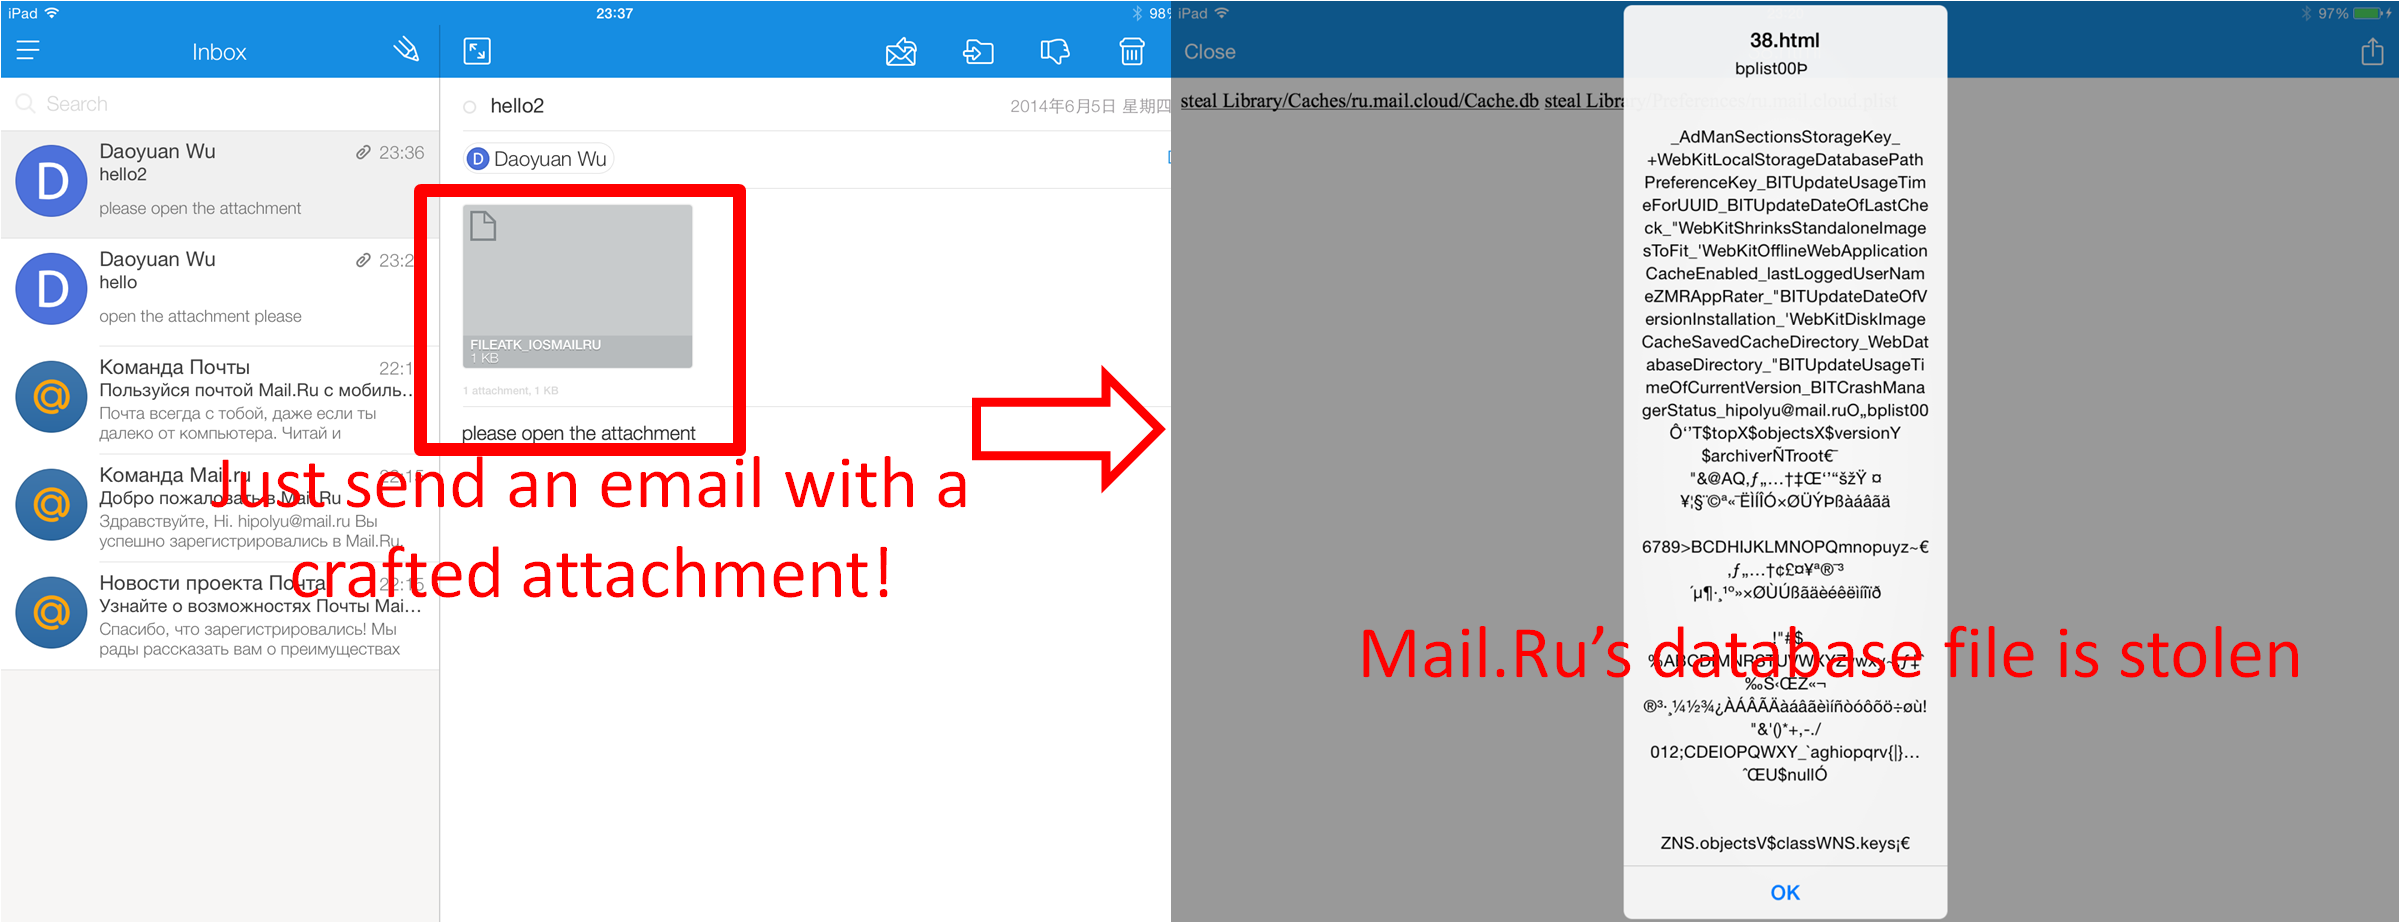 iPad
23:37
98%
Inbox
Search
Daoyuan Wu
23:36
hello2
please open the attachment
Daoyuan Wu
23:2
hello
open the attachment please
Команда Почты
22:1
Пользуйся почтой Mail.Ru с мобиль...
Почта всегда с тобой, даже если ты
далеко от компьютера. Читай и
Команда Mail.ru
22:15
Добро пожаловать в Mail.Ru
Здравствуйте, Hi. hipolyu@mail.ru Вы
успешно зарегистрировались в Mail.Ru.
Новости проекта Почта
22:15
Узнайте о возможностях Почты Mai...
Спасибо, что зарегистрировались! Мы
рады рассказать вам о преимуществах
hello2
2014年6月5日 星期四
D Daoyuan Wu
FILEATK_IOSMAILRU
1 KB
1 attachment, 1 KB
please open the attachment
Just send an email with a
crafted attachment!
iPad
97%
Close
steal Library/Caches/ru.mail.cloud/Cache.db steal Library/Preferences/ru.mail.cloud.plist
38.html
bplist00Þ
_AdManSectionsStorageKey_
+WebKitLocalStorageDatabasePath
PreferenceKey_BITUpdateUsageTim
eForUUID_BITUpdateDateOfLastChe
ck_"WebKitShrinksStandaloneImage
sToFit_'WebKitOfflineWebApplication
CacheEnabled_lastLoggedUserNam
eZMRAppRater_"BITUpdateDateOfV
ersionInstallation_'WebKitDiskImage
CacheSavedCacheDirectory_WebDat
abaseDirectory_"BITUpdateUsageTi
meOfCurrentVersion_BITCrashMana
gerStatus_hipolyu@mail.ruO„bplist00
Ô‘’T$topX$objectsX$versionY
$archiverÑTroot€¯
"&@AQ‚ƒ„…†‡Œ‘’“šžŸ ¤
¥¦§¨©ª«¯ËÌÍÎÓ×ØÜÝÞßàáâãä
6789>BCDHIJKLMNOPQmnopuyz~€
‚ƒ„…†¢£¤¥ª®¯³
´µ¶·¸¹º»×ØÙÚßãäèéêëìíîïð
!"#$
‰S‹ŒŽ«¬
®³·¸¼½¾¿ÀÁÂÃÄàáâãèìíñòóôõö÷øù!
"&'()*+,-./
012;CDEIOPQWXY_`aghiopqrv{|}…
ˆŒU$nullÓ
ZNS.objectsV$classWNS.keys¡€
OK
Mail.Ru’s database file is stolen